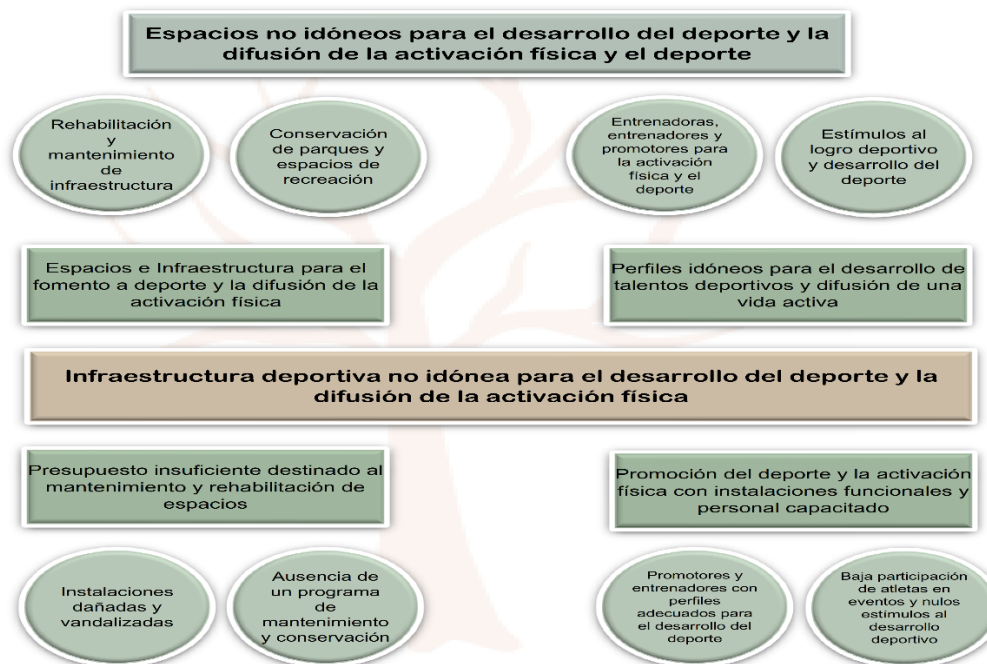 Espacios no idóneos para el desarrollo del deporte y la
difusión de la activación física y el deporte
Rehabilitación
y
mantenimiento
de
infraestructura
Conservación
de parques y
espacios de
recreación
Entrenadoras,
entrenadores y
promotores para
la activación
física y el
deporte
Estímulos al
logro deportivo
y desarrollo del
deporte
Espacios e Infraestructura para el
fomento a deporte y la difusión de la
activación física
Perfiles idóneos para el desarrollo de
talentos deportivos y difusión de una
vida activa
Infraestructura deportiva no idónea para el desarrollo del deporte y la
difusión de la activación física
Presupuesto insuficiente destinado al
mantenimiento y rehabilitación de
espacios
Promoción del deporte y la activación
física con instalaciones funcionales y
personal capacitado
Instalaciones
dañadas y
vandalizadas
Ausencia de
un programa
de
mantenimiento
y conservación
Promotores y
entrenadores con
perfiles
adecuados para
el desarrollo del
deporte
Baja participación
de atletas en
eventos y nulos
estímulos al
desarrollo
deportivo